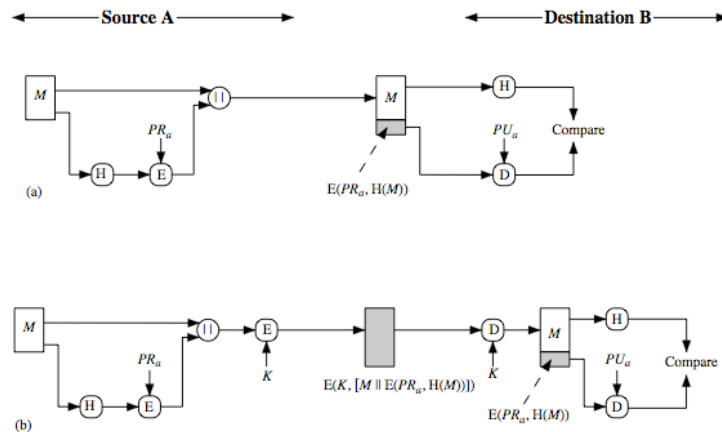 Source A Destination B
M
||
PRa
H
E
(a)
M
E(PRa, H(M))
H
PUa
D
Compare
M
||
E
K
PRa
H
E
(b)
E(K, [M || E(PRa, H(M))])
D
K
M
E(PRa, H(M))
H
PUa
D
Compare